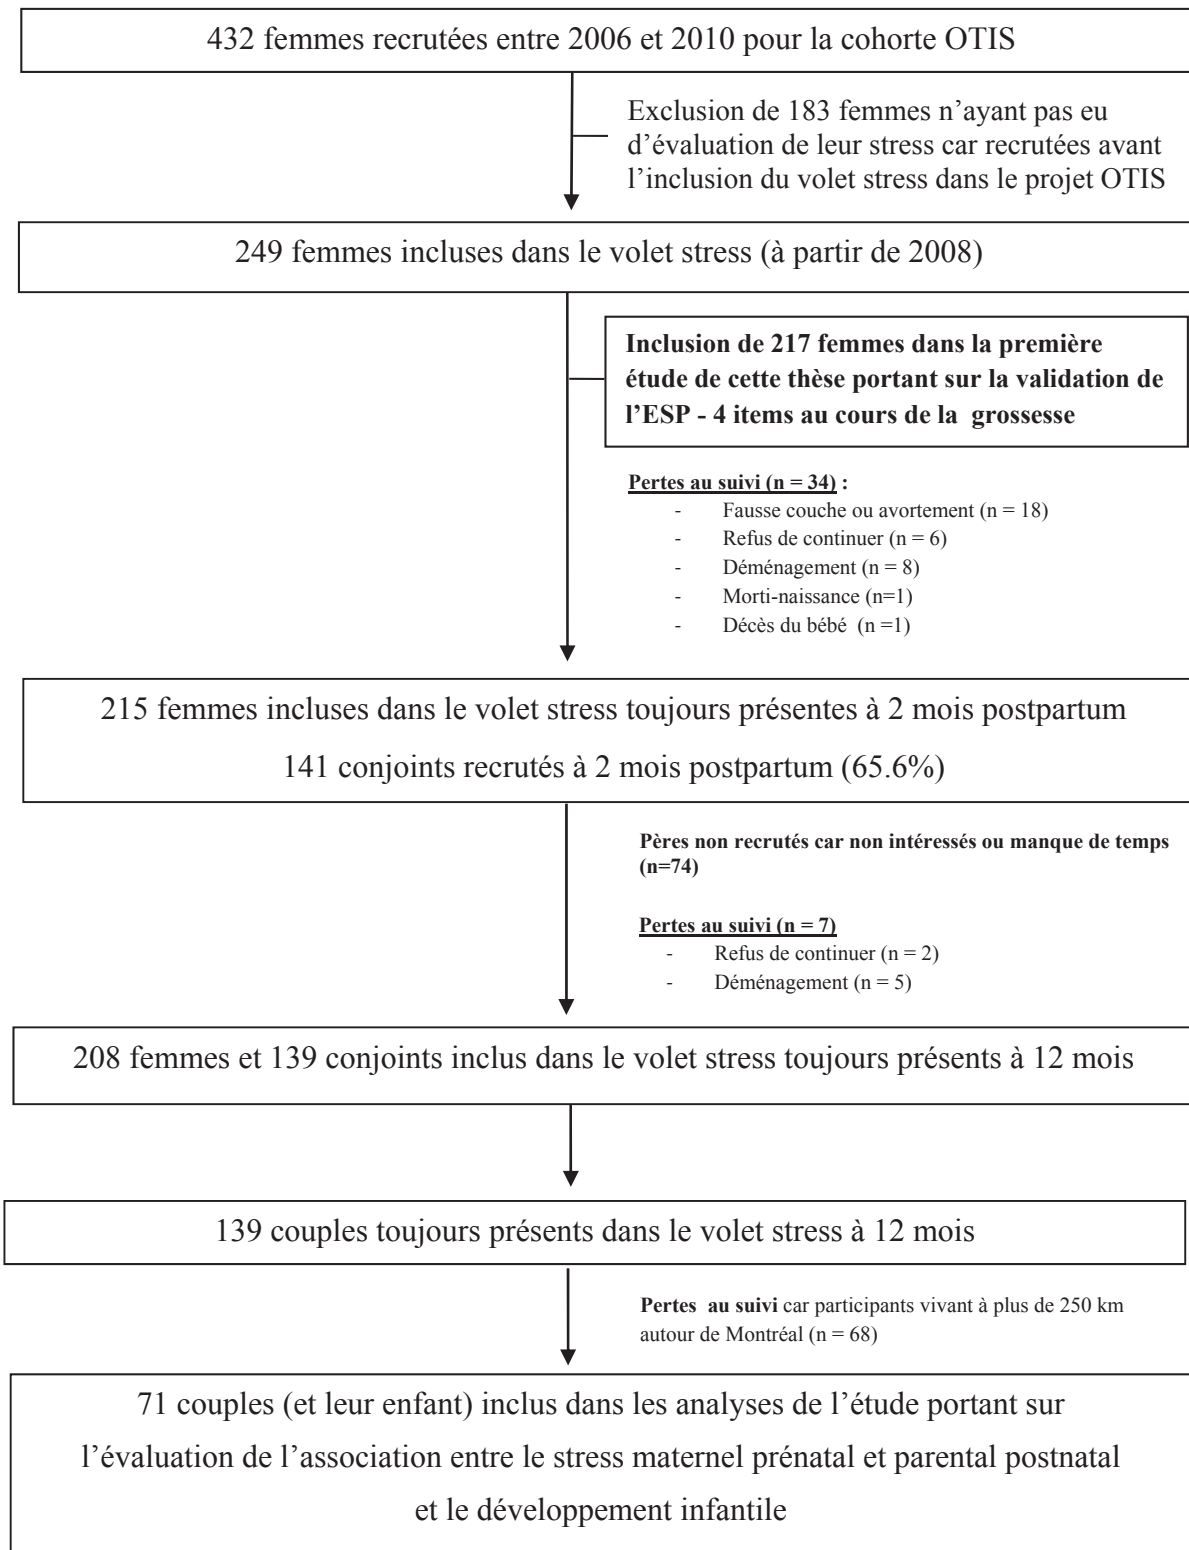 432 femmes recrutées entre 2006 et 2010 pour la cohorte OTIS
Exclusion de 183 femmes n'ayant pas eu
d'évaluation de leur stress car recrutées avant
l'inclusion du volet stress dans le projet OTIS
249 femmes incluses dans le volet stress (à partir de 2008)
Inclusion de 217 femmes dans la première
étude de cette thèse portant sur la validation de
l'ESP - 4 items au cours de la grossesse
Pertes au suivi (n = 34) :
- Fausse couche ou avortement (n = 18)
- Refus de continuer (n = 6)
- Déménagement (n = 8)
- Morti-naissance (n=1)
- Décès du bébé (n =1)
215 femmes incluses dans le volet stress toujours présentes à 2 mois postpartum
141 conjoints recrutés à 2 mois postpartum (65.6%)
Pères non recrutés car non intéressés ou manque de temps
(n=74)
Pertes au suivi (n = 7)
- Refus de continuer (n = 2)
- Déménagement (n = 5)
208 femmes et 139 conjoints inclus dans le volet stress toujours présents à 12 mois
139 couples toujours présents dans le volet stress à 12 mois
Pertes au suivi car participants vivant à plus de 250 km
autour de Montréal (n = 68)
71 couples (et leur enfant) inclus dans les analyses de l'étude portant sur
l'évaluation de l'association entre le stress maternel prénatal et parental postnatal
et le développement infantile